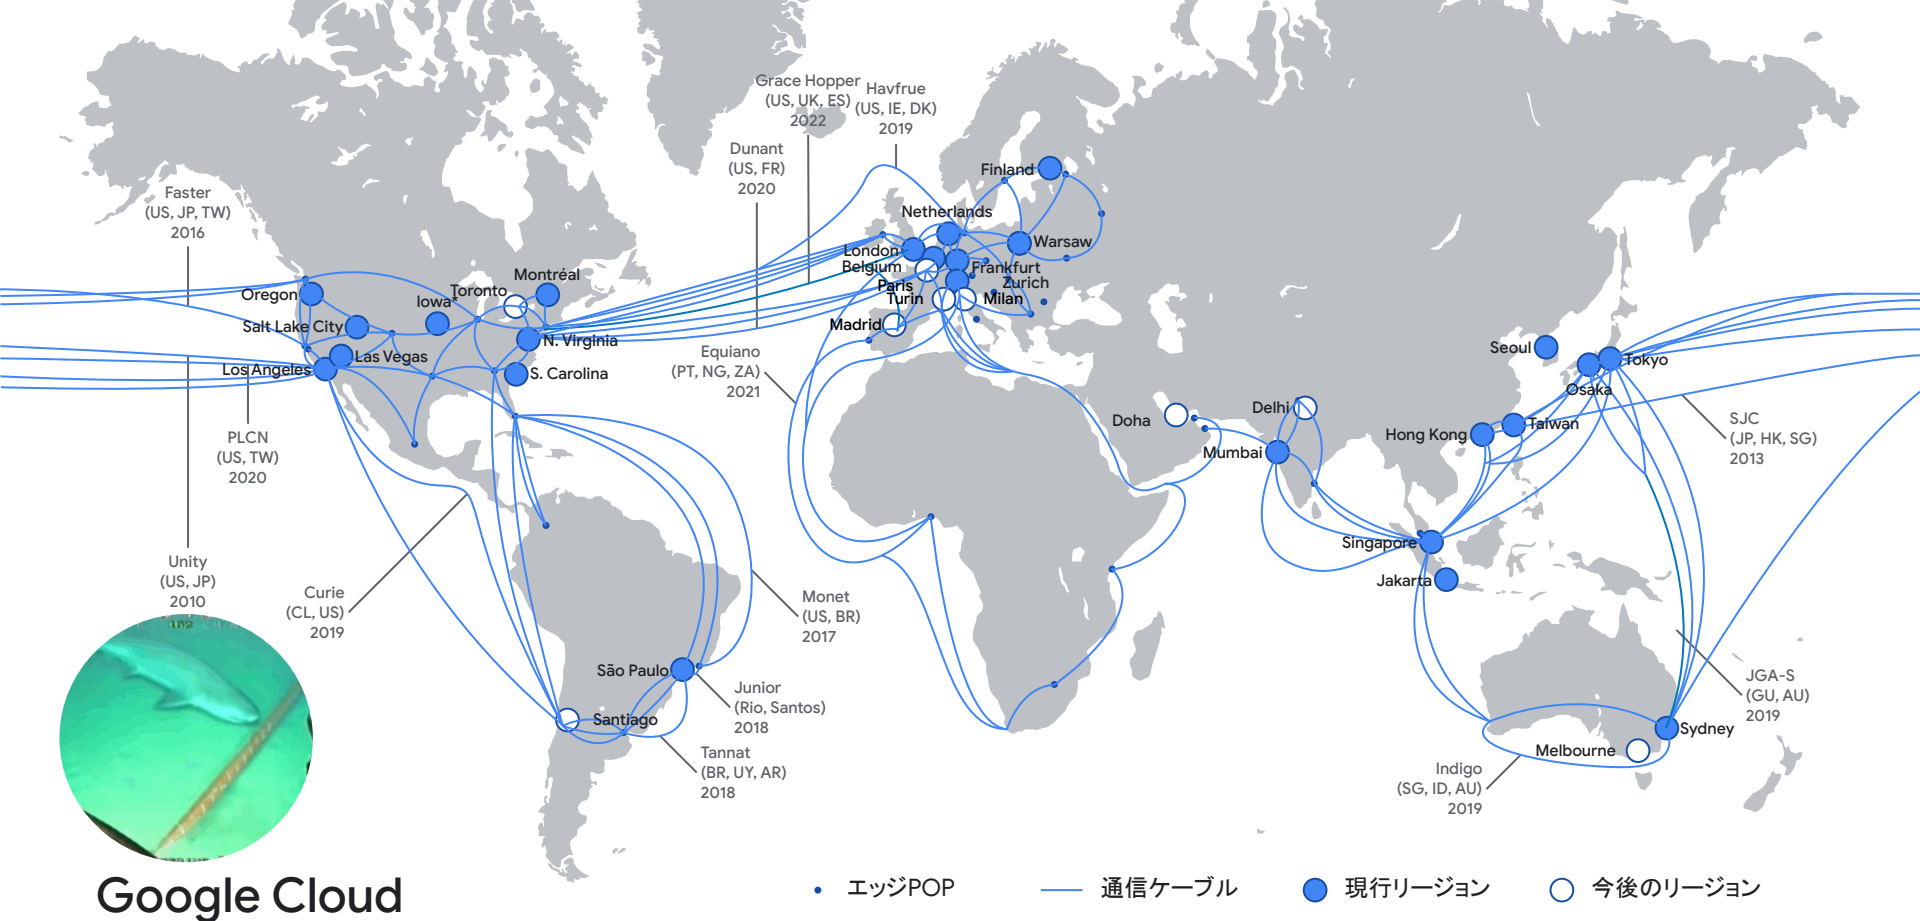 Grace Hopper
(US, UK, ES)
2022
Havfrue
(US, IE, DK)
2019
Dunant
(US, FR)
2020
Faster
(US, JP, TW)
2016
Finland
Netherlands
London
Belgium
Warsaw
Frankfurt
Zurich
Paris
Turin
Milan
Madrid
Montréal
Toronto
Iowa*
Oregon
Salt Lake City
Las Vegas
Los Angeles
N. Virginia
S. Carolina
Equiano
(PT, NG, ZA)
2021
Seoul
Tokyo
Osaka
Doha
Delhi
Mumbai
Hong Kong
Taiwan
SJC
(JP, HK, SG)
2013
PLCN
(US, TW)
2020
Unity
(US, JP)
2010
Curie
(CL, US)
2019
Monet
(US, BR)
2017
Singapore
Jakarta
São Paulo
Junior
(Rio, Santos)
2018
Santiago
Tannat
(BR, UY, AR)
2018
JGA-S
(GU, AU)
2019
Sydney
Melbourne
Indigo
(SG, ID, AU)
2019
Google Cloud
エッジPOP
通信ケーブル
現行リージョン
今後のリージョン